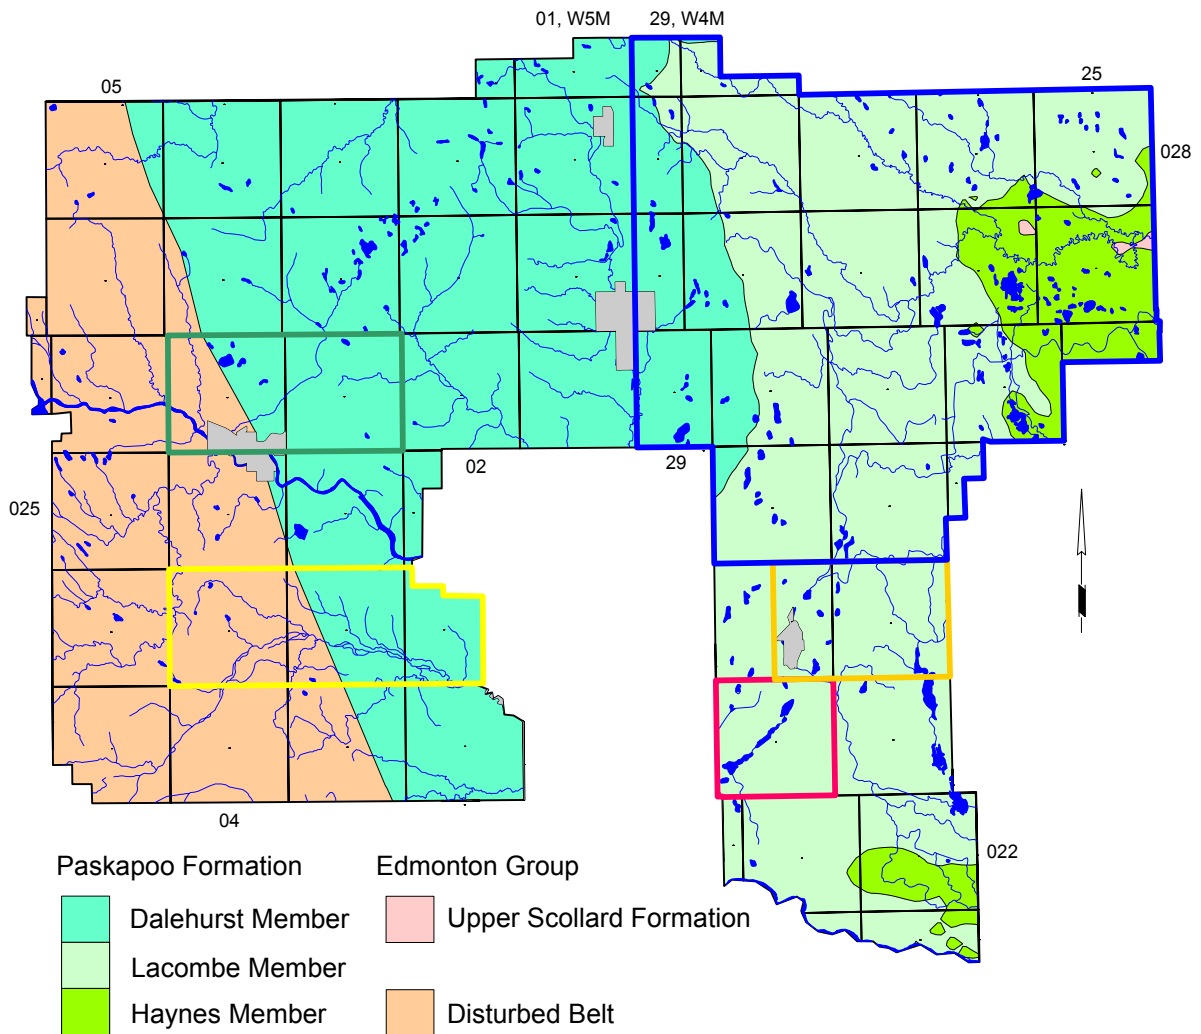 01, W5M 29, W4M
05 25
028
02 29
025
04
022
Paskapoo Formation Edmonton Group
Dalehurst Member Upper Scollard Formation
Lacombe Member
Haynes Member Disturbed Belt